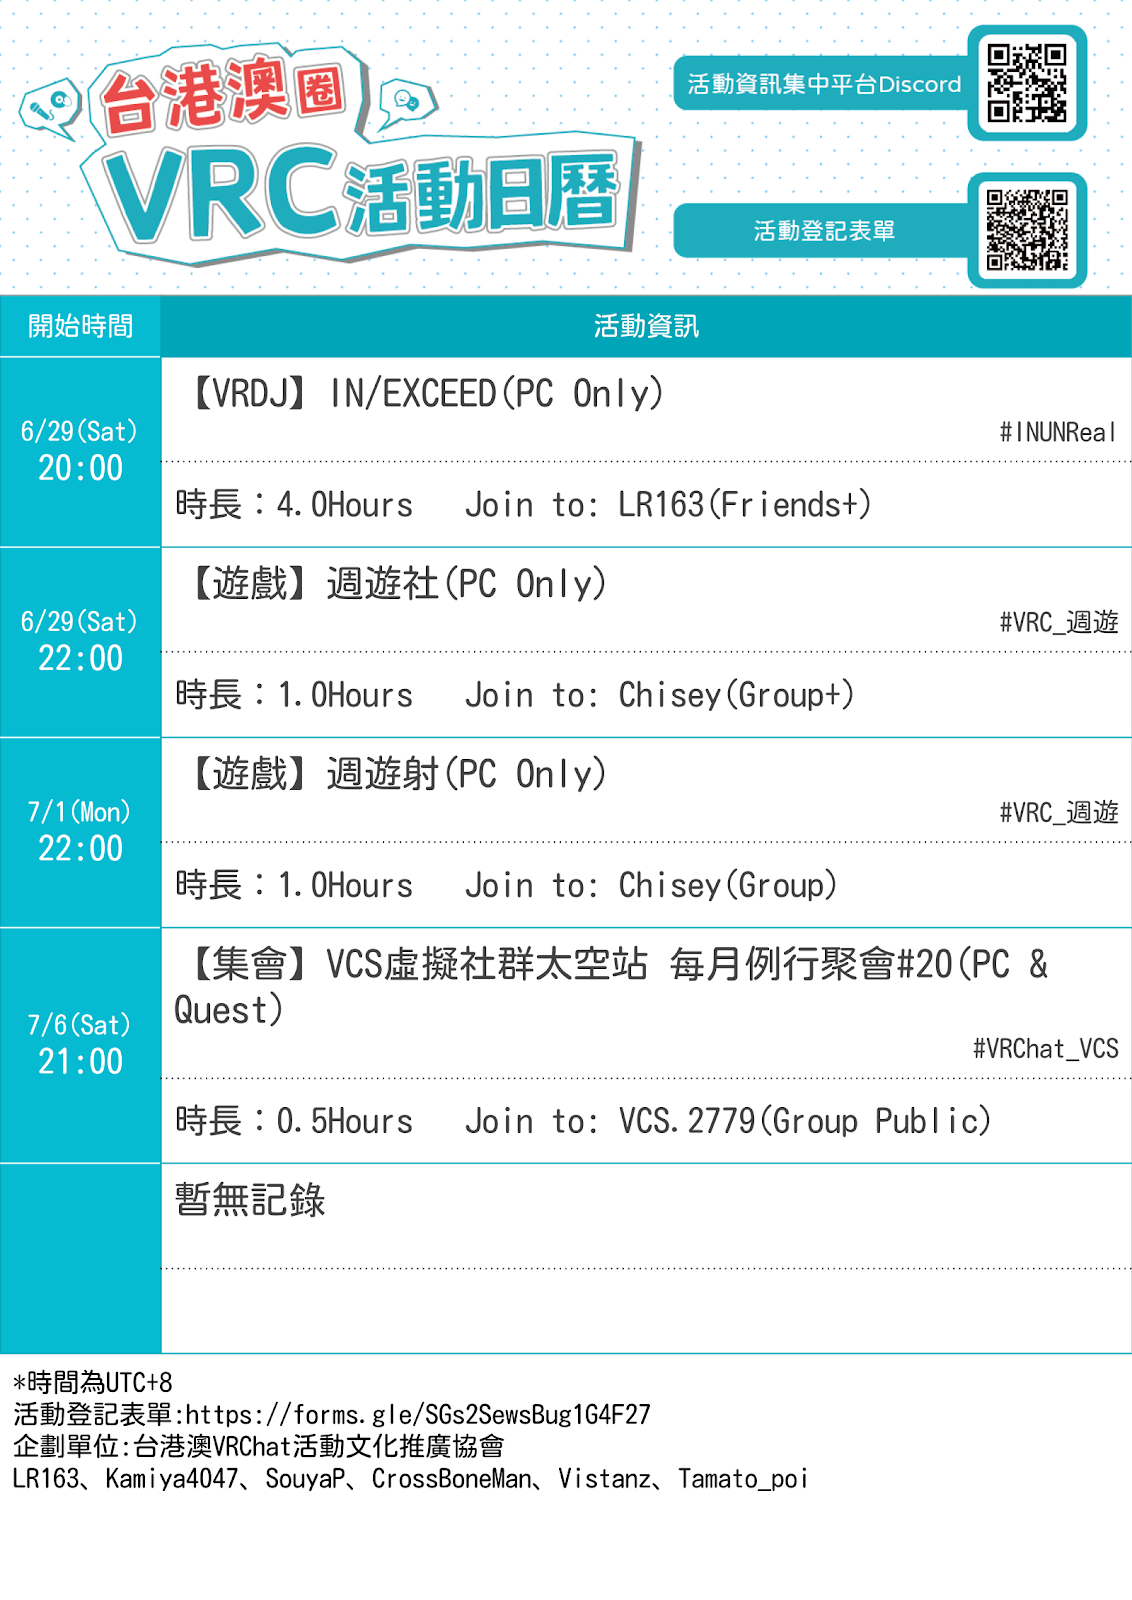 台港澳圈
VRC活動日曆
活動資訊集中平台Discord
活動登記表單
開始時間
活動資訊
6/29(Sat)
20:00
【VRDJ】IN/EXCEED(PC Only)
#INUNReal
時長：4.0Hours Join to: LR163(Friends+)
6/29(Sat)
22:00
【遊戲】週遊社(PC Only)
#VRC_週遊
時長：1.0Hours Join to: Chisey(Group+)
7/1(Mon)
22:00
【遊戲】週遊射(PC Only)
#VRC_週遊
時長：1.0Hours Join to: Chisey(Group)
7/6(Sat)
21:00
【集會】VCS虛擬社群太空站 每月例行聚會#20(PC &
Quest)
#VRChat_VCS
時長：0.5Hours Join to: VCS.2779(Group Public)
暫無記錄
*時間為UTC+8
活動登記表單:https://forms.gle/SGs2SewsBug1G4F27
企劃單位:台港澳VRChat活動文化推廣協會
LR163、Kamiya4047、SouyaP、CrossBoneMan、Vistanz、Tamato_poi